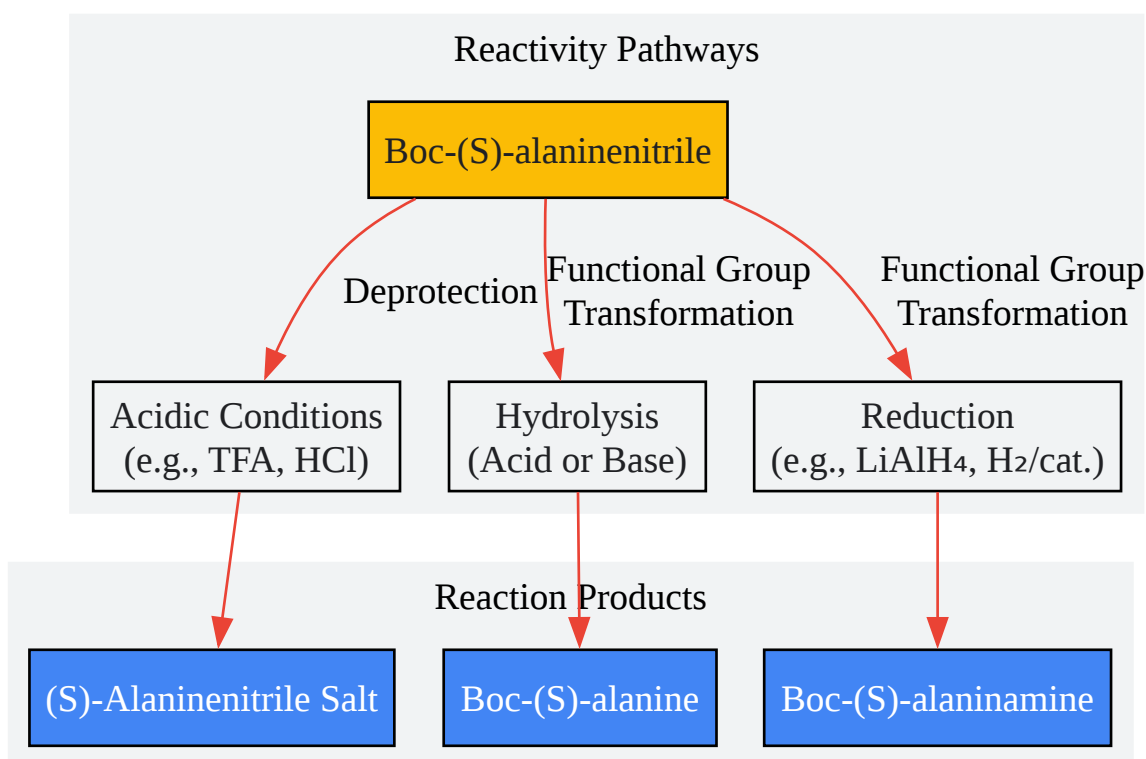 Reactivity Pathways
Boc-(S)-alaninenitrile
Deprotection
Functional Group
Transformation
Functional Group
Transformation
Acidic Conditions
(e.g., TFA, HCl)
Hydrolysis
(Acid or Base)
Reduction
(e.g., LiAlH₄, H₂/cat.)
Reaction Products
(S)-Alaninenitrile Salt
Boc-(S)-alanine
Boc-(S)-alaninamine